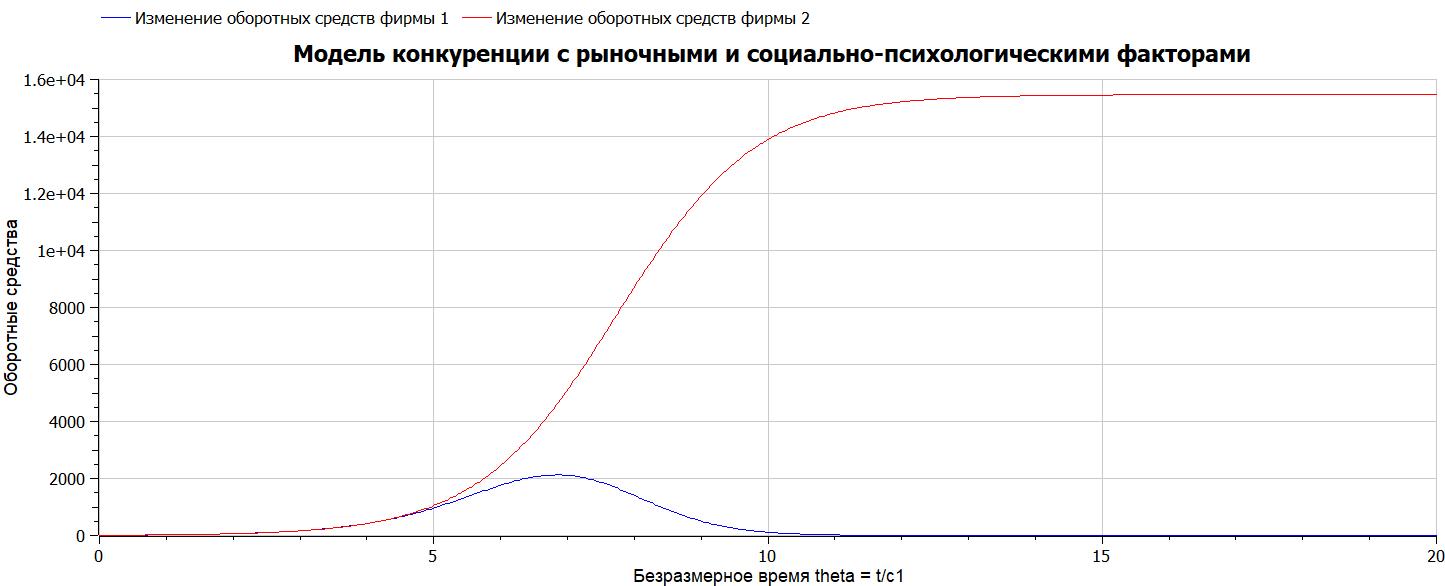 Изменение оборотных средств фирмы 1 Изменение оборотных средств фирмы 2
Модель конкуренции с рыночными и социально-психологическими факторами
1.6e+04
1.4e+04
1.2e+04
1e+04
8000
6000
4000
2000
0
Оборотные средства
0 5 10 15 20
Безразмерное время theta = t/c1